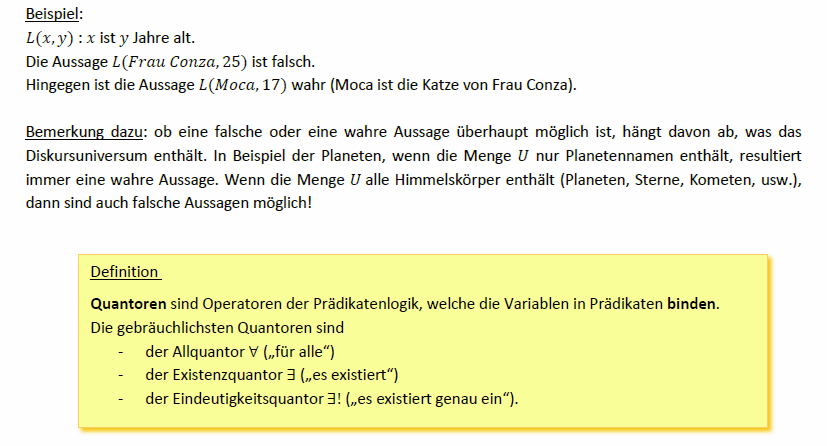 Beispiel:
L(x, y) : x ist y Jahre alt.
Die Aussage L(Frau Conza, 25) ist falsch.
Hingegen ist die Aussage L(Moca, 17) wahr (Moca ist die Katze von Frau Conza).
Bemerkung dazu: ob eine falsche oder eine wahre Aussage überhaupt möglich ist, hängt davon ab, was das
Diskursuniversum enthält. In Beispiel der Planeten, wenn die Menge U nur Planetennamen enthält, resultiert
immer eine wahre Aussage. Wenn die Menge U alle Himmelskörper enthält (Planeten, Sterne, Kometen, usw.),
dann sind auch falsche Aussagen möglich!
Definition
Quantoren sind Operatoren der Prädikatenlogik, welche die Variablen in Prädikaten binden.
Die gebräuchlichsten Quantoren sind
- der Allquantor ∀ („für alle“)
- der Existenzquantor ∃ („es existiert“)
- der Eindeutigkeitsquantor ∃! („es existiert genau ein“).